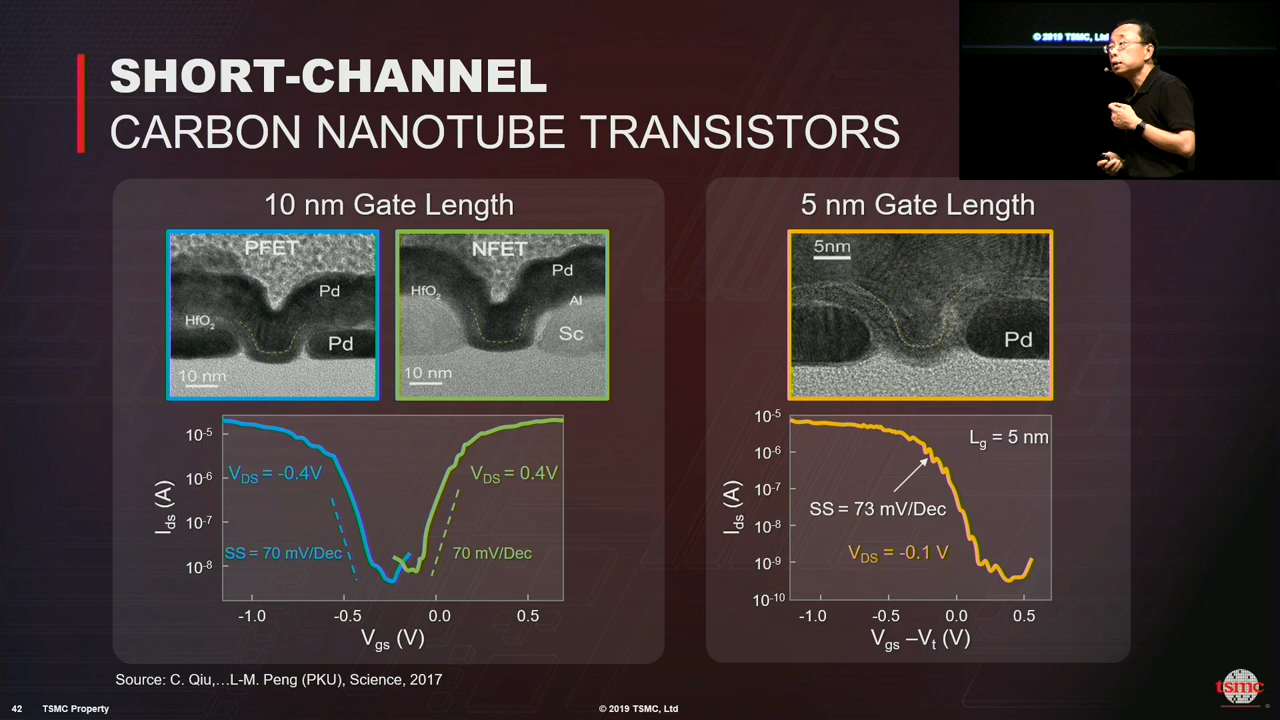 SHORT-CHANNEL
CARBON NANOTUBE TRANSISTORS
© 2019 TSMC, Ltd
10 nm Gate Length
PFET
Pd
HfO2
Pd
10 nm
NFET
Pd
HfO2
Al
Sc
10 nm
Ids (A)
10-5
10-6
10-7
10-8
VDS = -0.4V
VDS = 0.4V
SS = 70 mV/Dec
70 mV/Dec
-1.0
-0.5
0.0
0.5
Vgs (V)
5 nm Gate Length
5nm
Pd
Ids (A)
10-5
10-6
10-7
10-8
10-9
10-10
Lg = 5 nm
SS = 73 mV/Dec
VDS = -0.1 V
-1.0
-0.5
0.0
0.5
Vgs –Vt (V)
Source: C. Qiu,…L-M. Peng (PKU), Science, 2017
42 TSMC Property
© 2019 TSMC, Ltd
tsmc